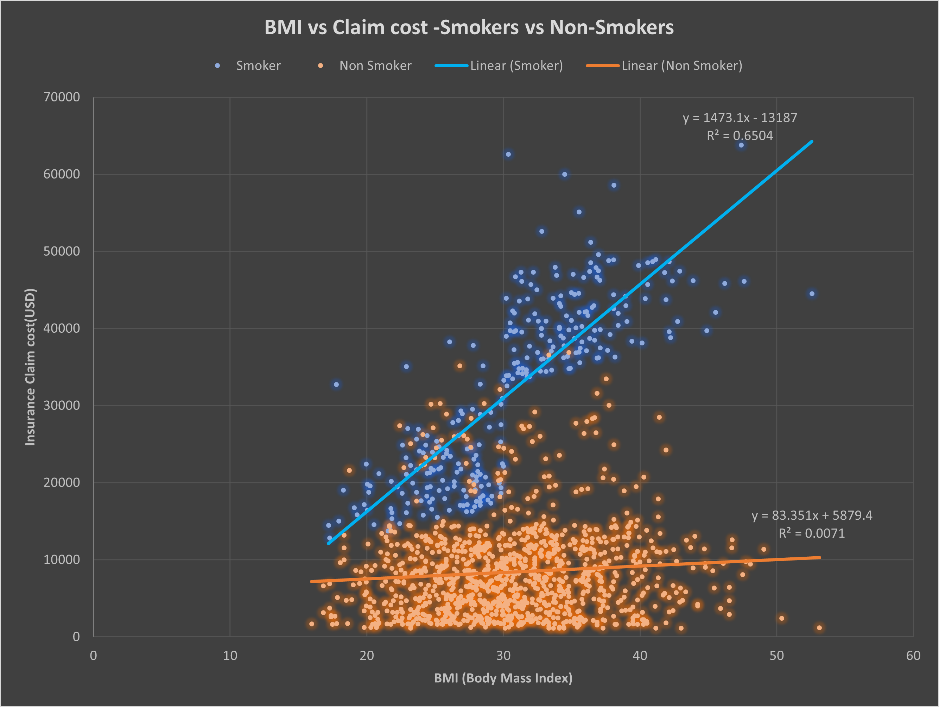 BMI vs Claim cost -Smokers vs Non-Smokers
Smoker Non Smoker Linear (Smoker) Linear (Non Smoker)
70000
y = 1473.1x - 13187
R² = 0.6504
60000
50000
40000
30000
20000
y = 83.351x + 5879.4
R² = 0.0071
10000
0
Insurance Claim cost(USD)
0 10 20 30 40 50 60
BMI (Body Mass Index)